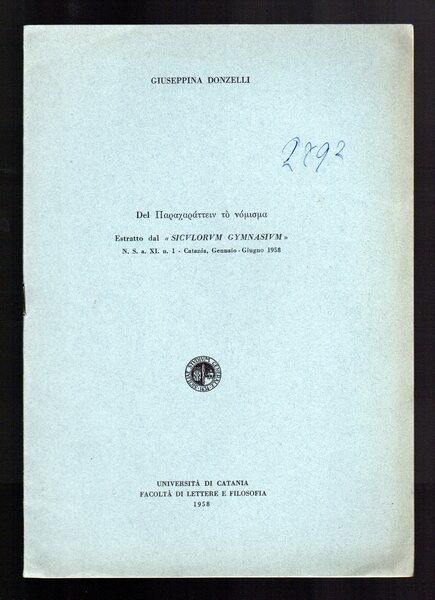 GIUSEPPINA DONZELLI
2792
Del Παραχαράττειν τὸ νόμισμα
Estratto dal « SICVLORVM GYMNASIVM »
N. S. a. XI. n. 1 - Catania, Gennaio - Giugno 1958
UNIVERSITÀ DI CATANIA
FACOLTÀ DI LETTERE E FILOSOFIA
1958